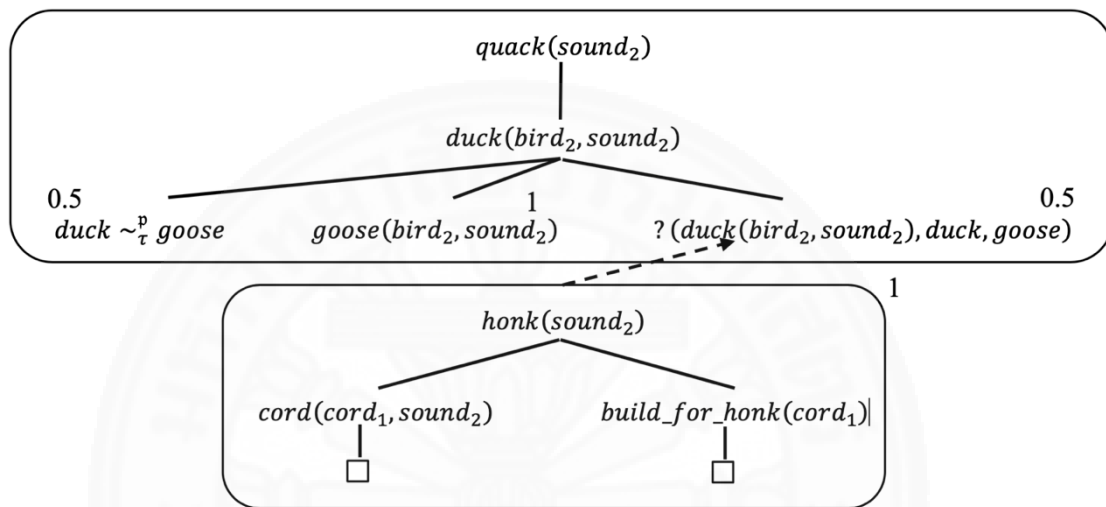 quack(sound₂)
duck(bird₂, sound₂)
0.5 1 0.5
duck ~τ^𝔭 goose goose(bird₂, sound₂) ? (duck(bird₂, sound₂), duck, goose)
1
honk(sound₂)
cord(cord₁, sound₂) build_for_honk(cord₁)